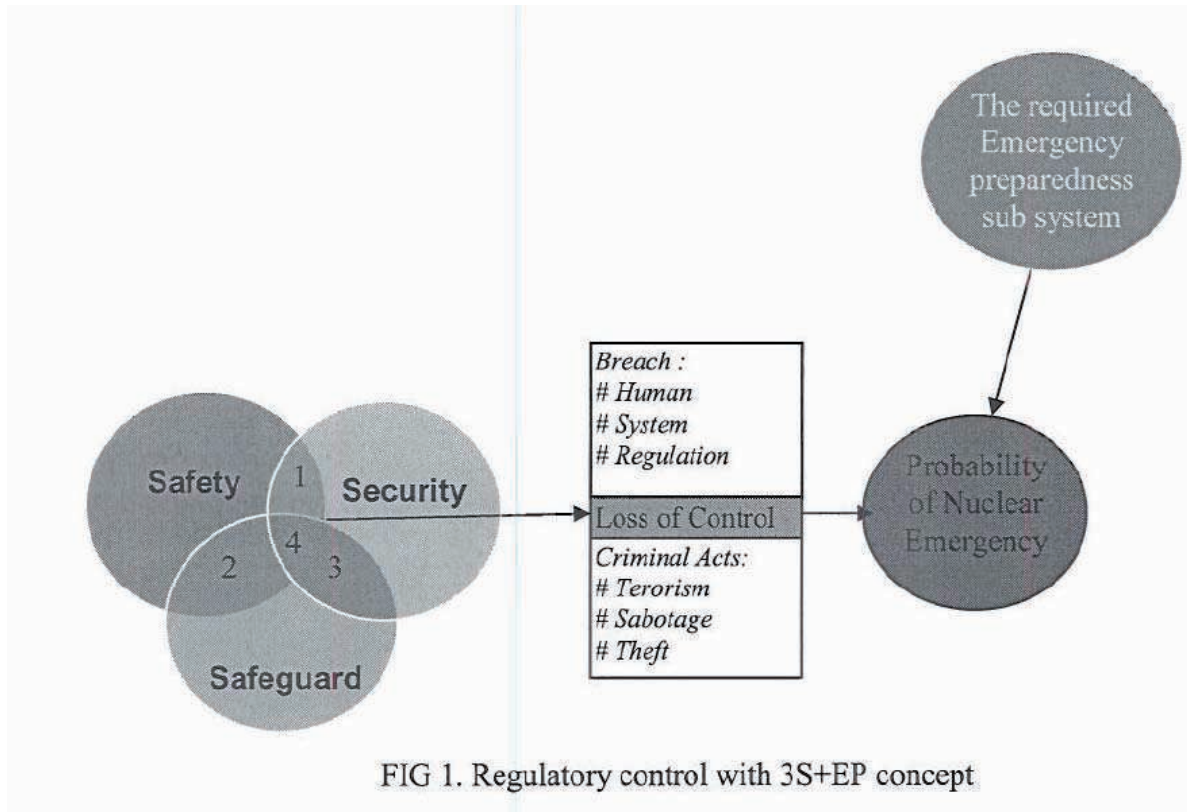 The required
Emergency
preparedness
sub system
Breach :
# Human
# System
# Regulation
Safety
1
Security
Loss of Control
Probability
of Nuclear
Emergency
4
2
3
Criminal Acts:
# Terorism
# Sabotage
# Theft
Safeguard
FIG 1. Regulatory control with 3S+EP concept